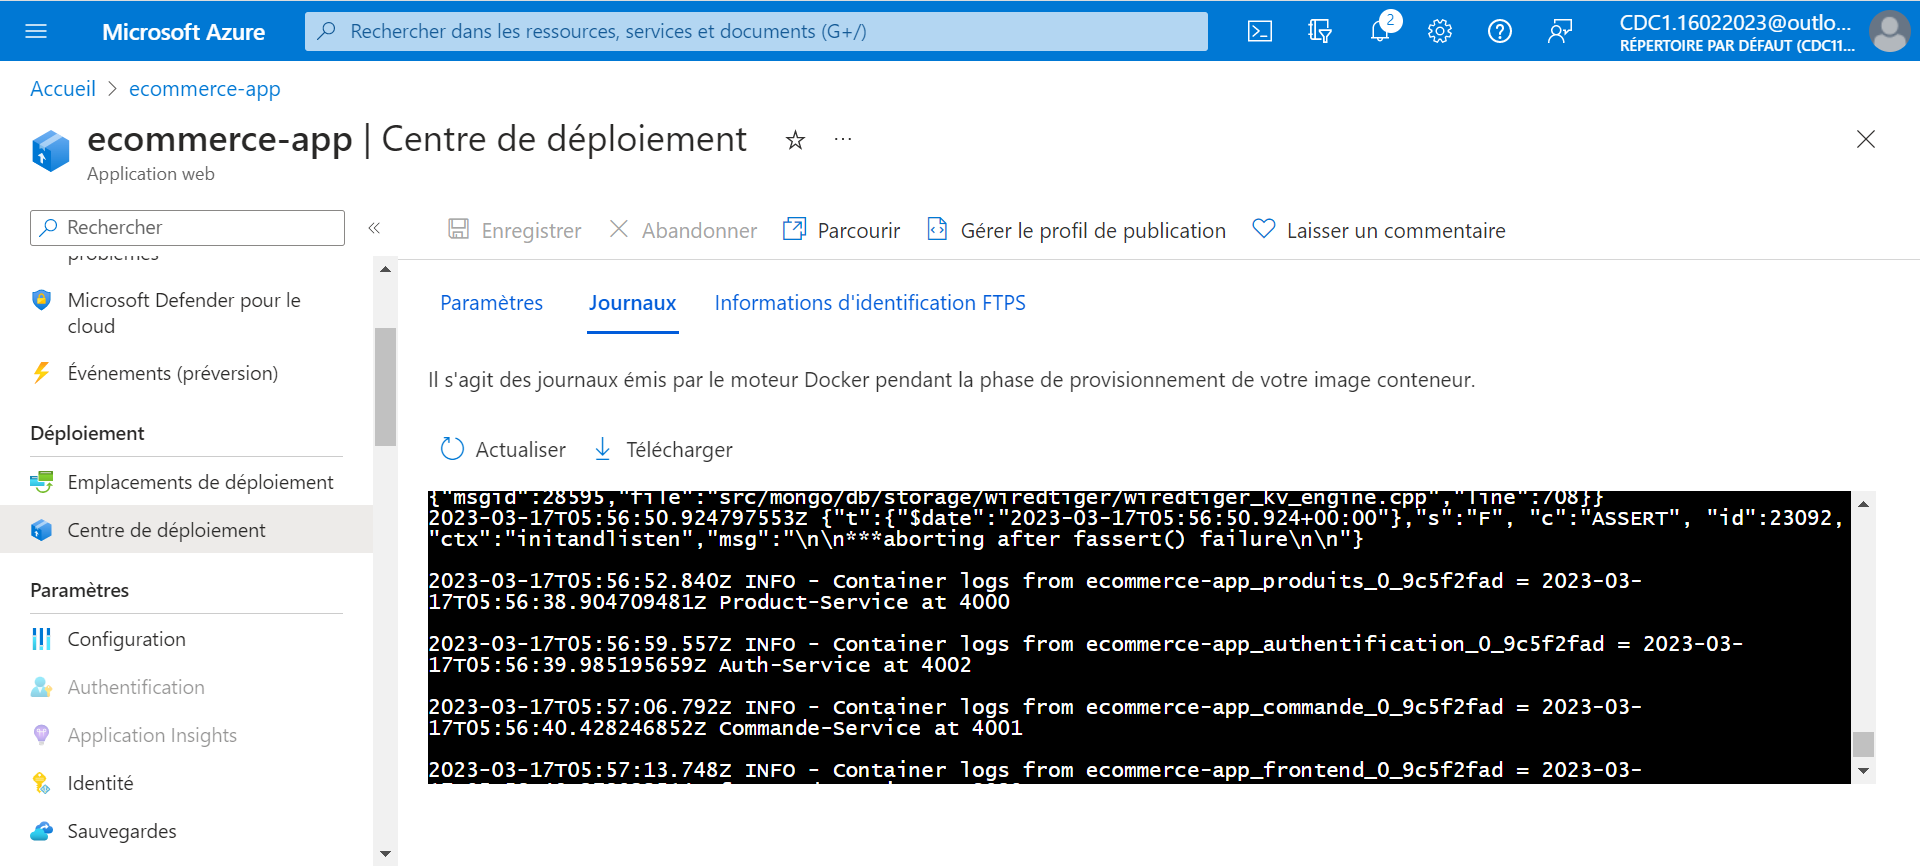 Microsoft Azure
Rechercher dans les ressources, services et documents (G+/)
2
CDC1.16022023@outlo...
RÉPERTOIRE PAR DÉFAUT (CDC11...
Accueil > ecommerce-app
ecommerce-app | Centre de déploiement
Application web
Rechercher
problèmes
Microsoft Defender pour le
cloud
Événements (préversion)
Déploiement
Emplacements de déploiement
Centre de déploiement
Paramètres
Configuration
Authentification
Application Insights
Identité
Sauvegardes
Enregistrer
Abandonner
Parcourir
Gérer le profil de publication
Laisser un commentaire
Paramètres
Journaux
Informations d'identification FTPS
Il s'agit des journaux émis par le moteur Docker pendant la phase de provisionnement de votre image conteneur.
Actualiser
Télécharger
{"msgid":28595,"file":"src/mongo/db/storage/wiredtiger/wiredtiger_kv_engine.cpp","line":708}}
2023-03-17T05:56:50.924797553Z {"t":{"$date":"2023-03-17T05:56:50.924+00:00"},"s":"F", "c":"ASSERT", "id":23092,
"ctx":"initandlisten","msg":"\n\n***aborting after fassert() failure\n\n"}
2023-03-17T05:56:52.840Z INFO - Container logs from ecommerce-app_produits_0_9c5f2fad = 2023-03-
17T05:56:38.904709481Z Product-Service at 4000
2023-03-17T05:56:59.557Z INFO - Container logs from ecommerce-app_authentification_0_9c5f2fad = 2023-03-
17T05:56:39.985195659Z Auth-Service at 4002
2023-03-17T05:57:06.792Z INFO - Container logs from ecommerce-app_commande_0_9c5f2fad = 2023-03-
17T05:56:40.428246852Z Commande-Service at 4001
2023-03-17T05:57:13.748Z INFO - Container logs from ecommerce-app_frontend_0_9c5f2fad = 2023-03-